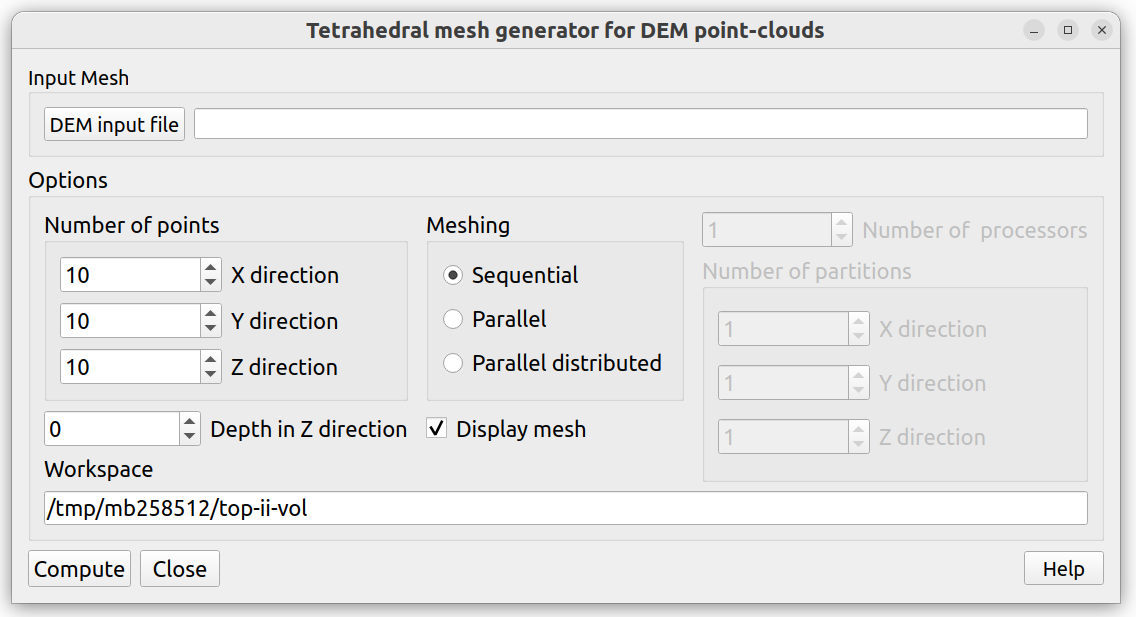 Tetrahedral mesh generator for DEM point-clouds
Input Mesh
DEM input file
Options
Number of points
10 X direction
10 Y direction
10 Z direction
0 Depth in Z direction
Meshing
Sequential
Parallel
Parallel distributed
Display mesh
1 Number of  processors
Number of partitions
1 X direction
1 Y direction
1 Z direction
Workspace
/tmp/mb258512/top-ii-vol
Compute Close Help